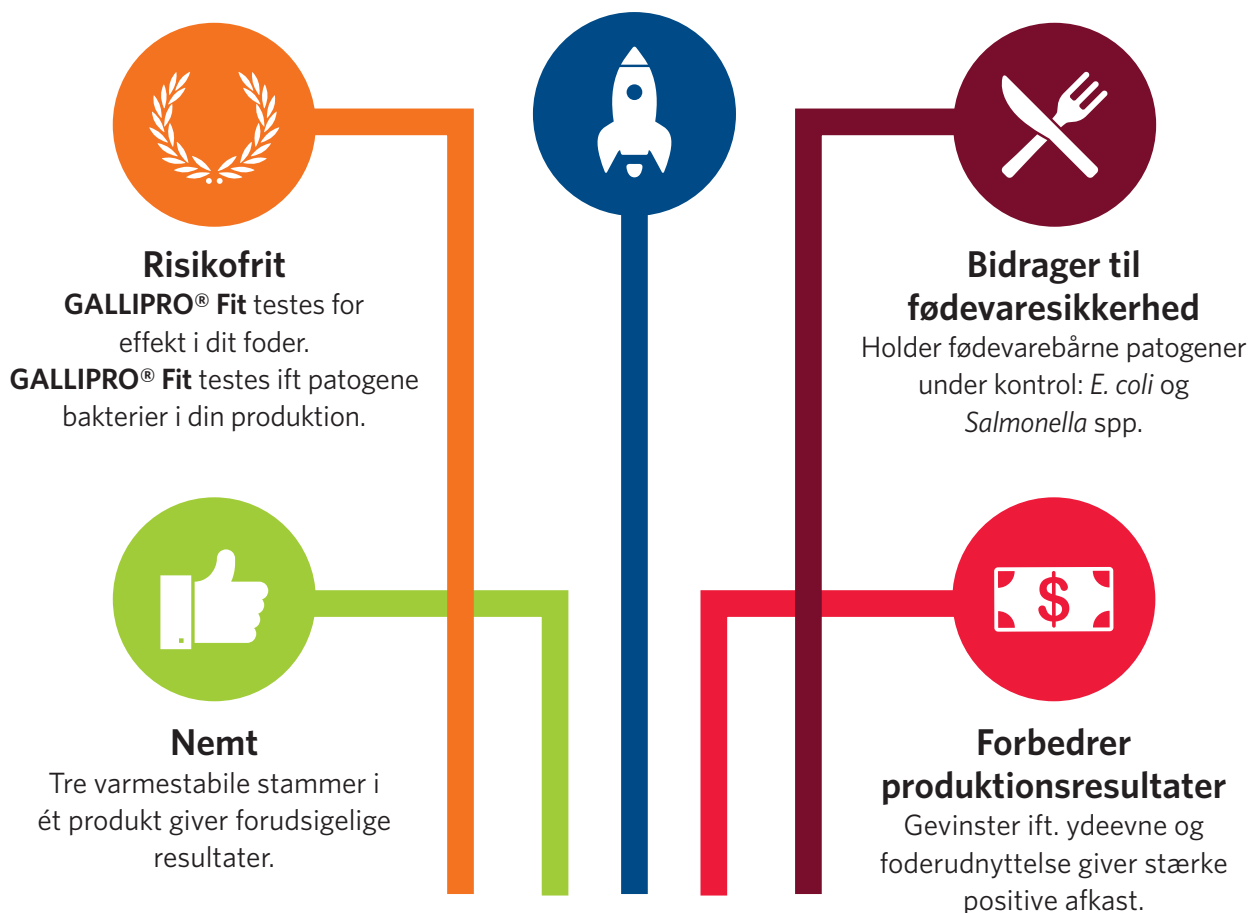 Risikofrit
GALLIPRO® Fit testes for
effekt i dit foder.
GALLIPRO® Fit testes ift patogene
bakterier i din produktion.
Bidrager til
fødevaresikkerhed
Holder fødevarebårne patogener
under kontrol: E. coli og
Salmonella spp.
Nemt
Tre varmestabile stammer i
ét produkt giver forudsigelige
resultater.
$
Forbedrer
produktionsresultater
Gevinster ift. ydeevne og
foderudnyttelse giver stærke
positive afkast.